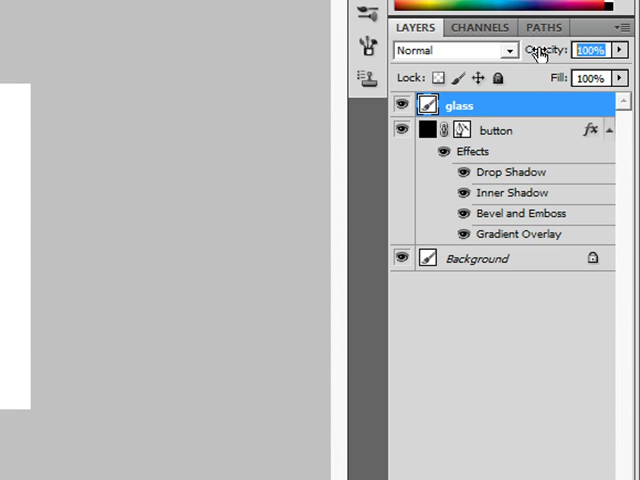 LAYERS CHANNELS PATHS
Normal Opacity: 100%
Lock: Fill: 100%
glass
button fx
Effects
Drop Shadow
Inner Shadow
Bevel and Emboss
Gradient Overlay
Background